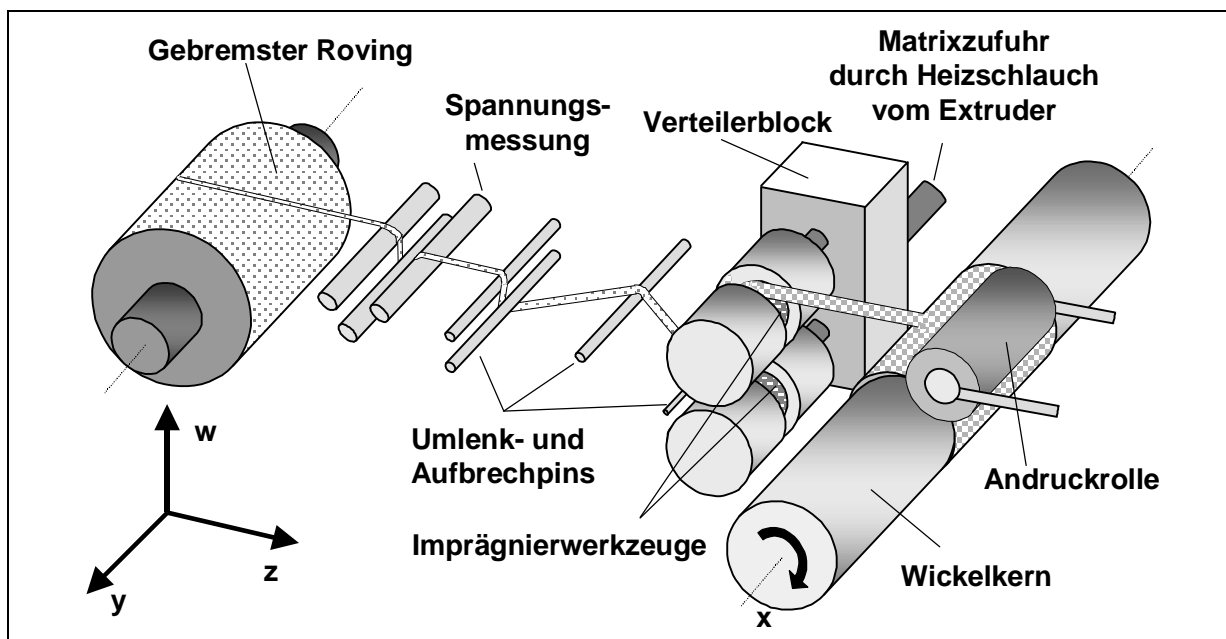 Gebremster Roving
Spannungs-
messung
Verteilerblock
Matrixzufuhr
durch Heizschlauch
vom Extruder
Umlenk- und
Aufbrechpins
Imprägnierwerkzeuge
Andruckrolle
Wickelkern
w
z
y
x